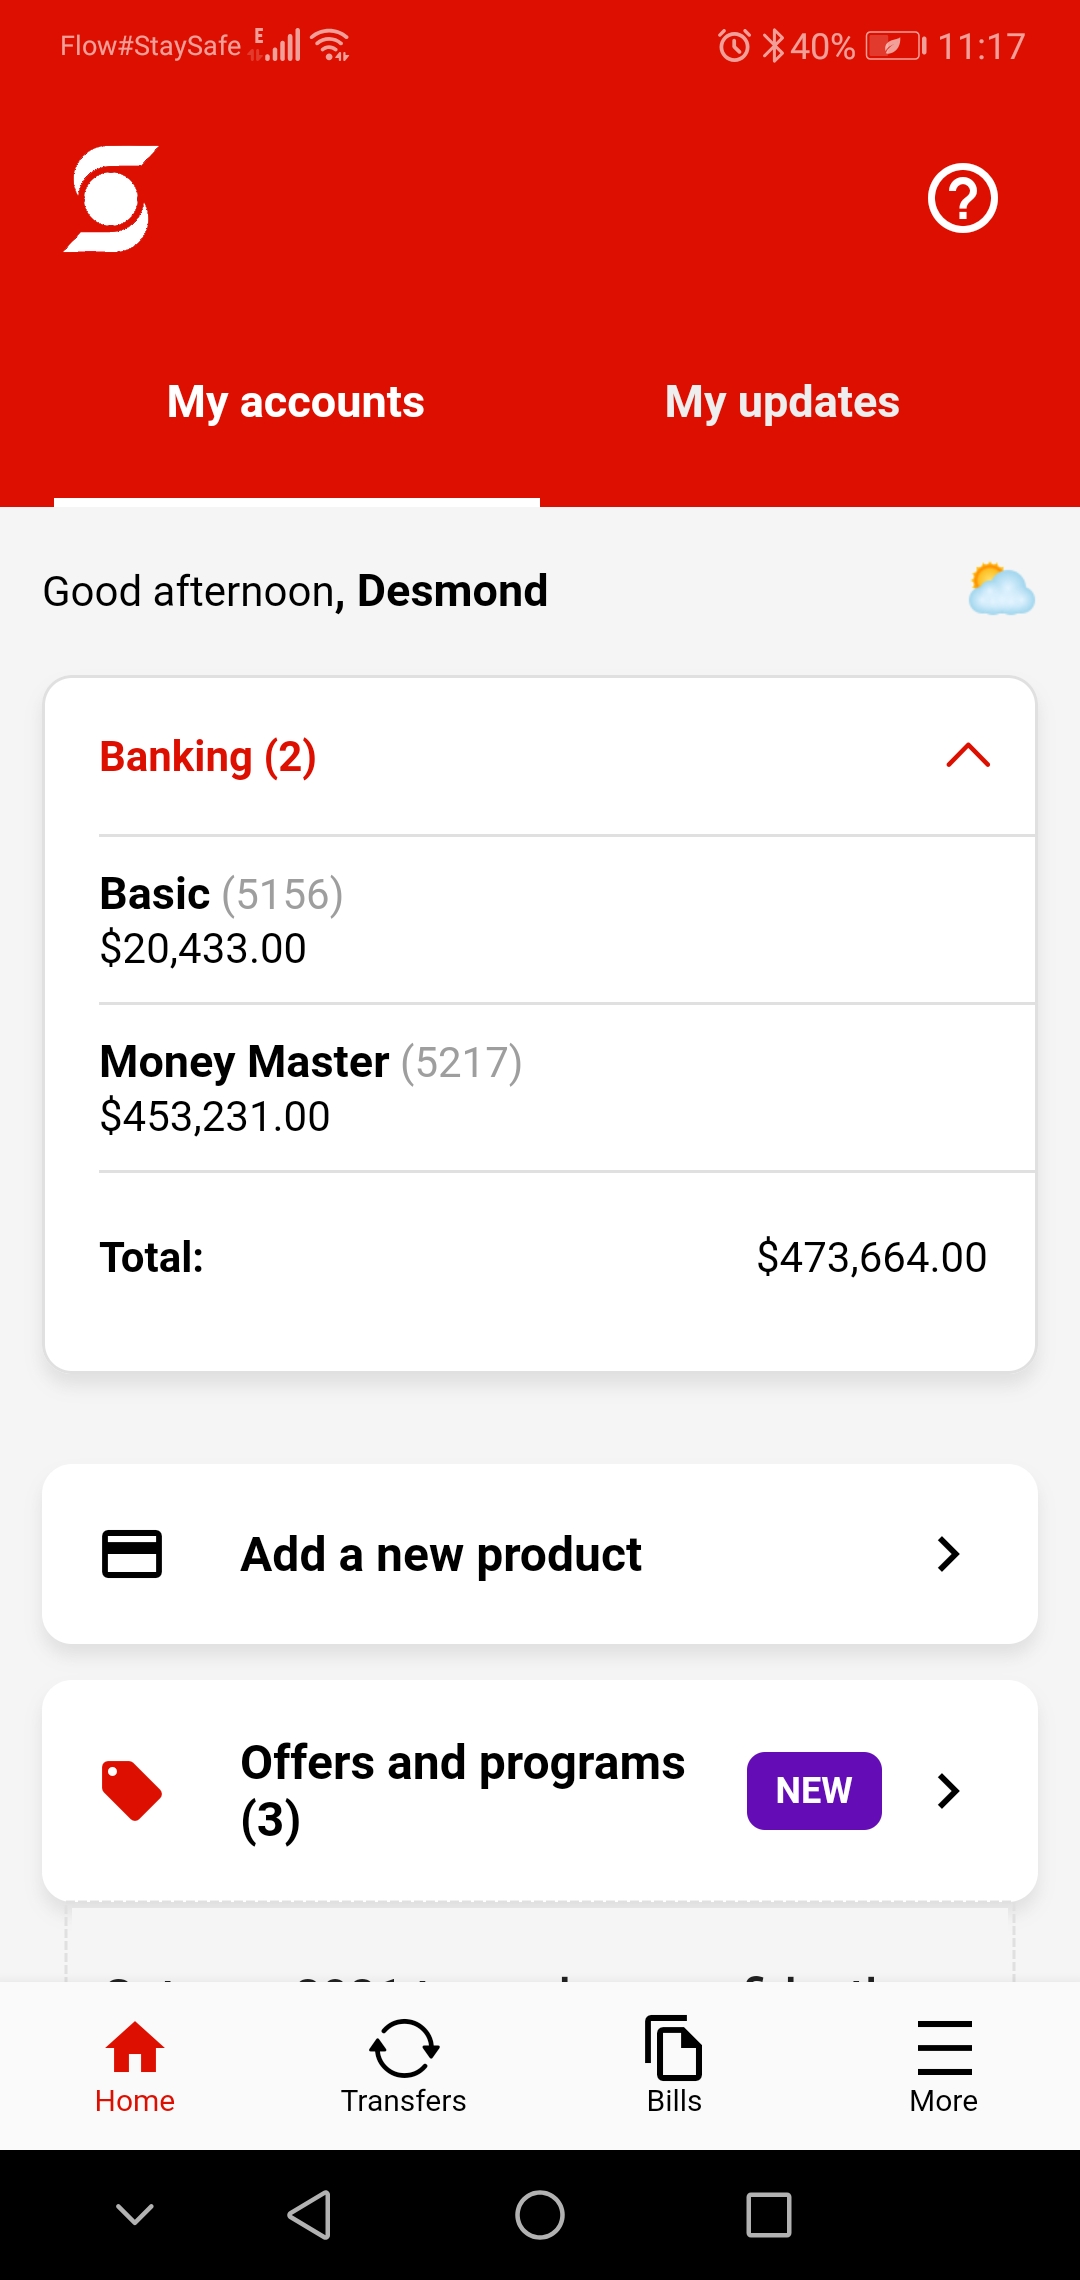 Flow#StaySafe E 40% 11:17
My accounts My updates
Good afternoon, Desmond
Banking (2)
Basic (5156)
$20,433.00
Money Master (5217)
$453,231.00
Total: $473,664.00
Add a new product
Offers and programs
(3)
NEW
Home Transfers Bills More